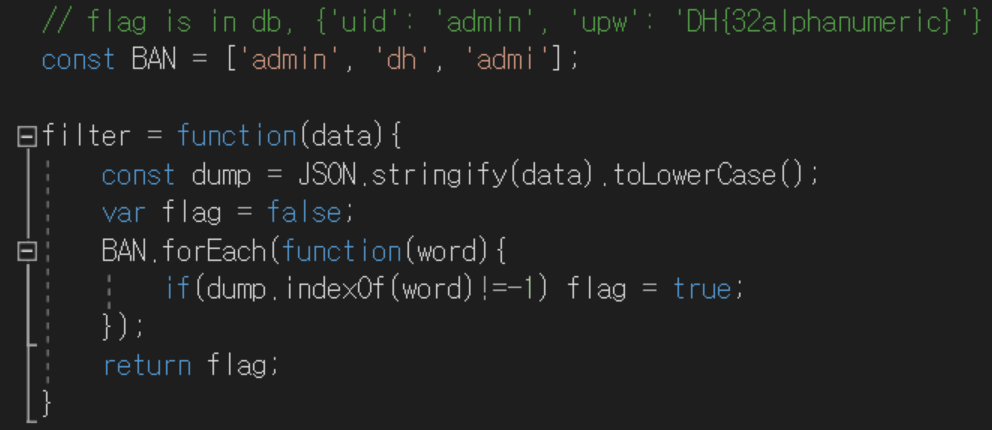 // flag is in db, {'uid': 'admin', 'upw': 'DH{32alphanumeric}'}
const BAN = ['admin', 'dh', 'admi'];
filter = function(data){
const dump = JSON.stringify(data).toLowerCase();
var flag = false;
BAN.forEach(function(word){
if(dump.indexOf(word)!==-1) flag = true;
});
return flag;
}